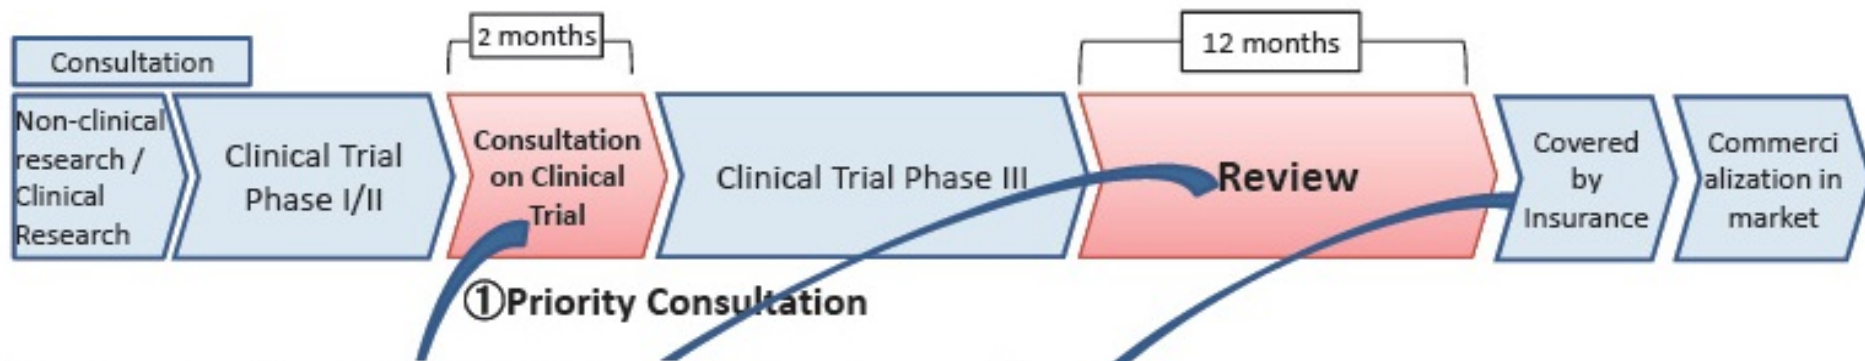 2 months
12 months
Consultation
Non-clinical
research /
Clinical
Research
Clinical Trial
Phase I/II
Consultation
on Clinical
Trial
Clinical Trial Phase III
Review
Covered
by
Insurance
Commerci
alization in
market
①Priority Consultation